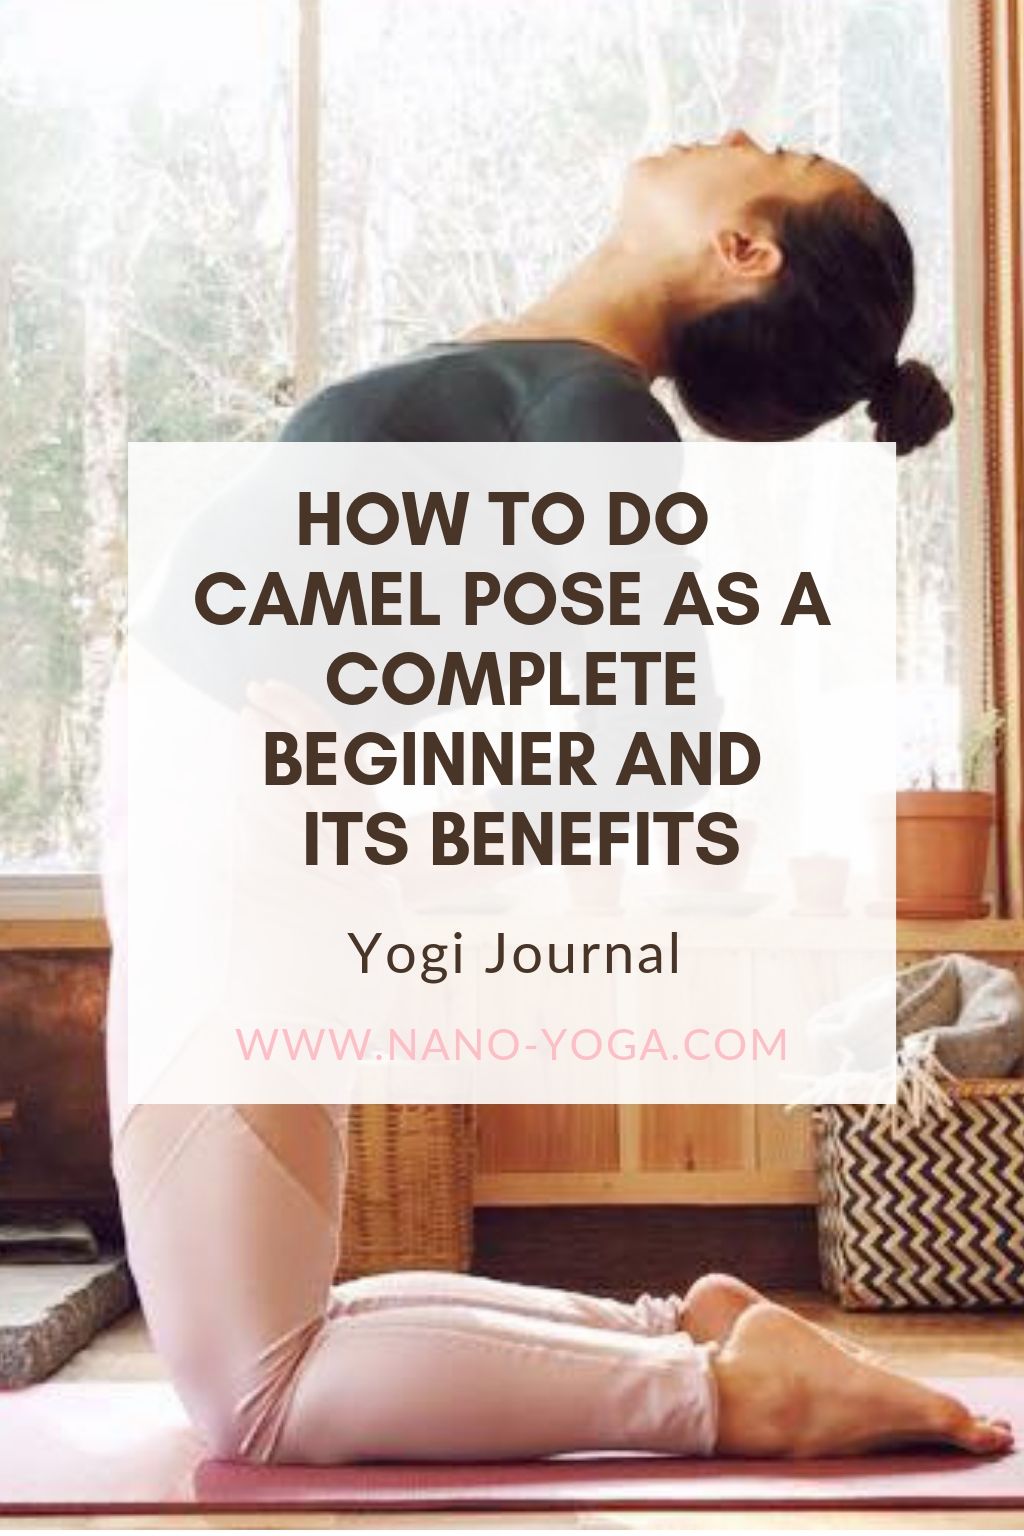 HOW TO DO
CAMEL POSE AS A
COMPLETE
BEGINNER AND
ITS BENEFITS
Yogi Journal
WWW.NANO-YOGA.COM